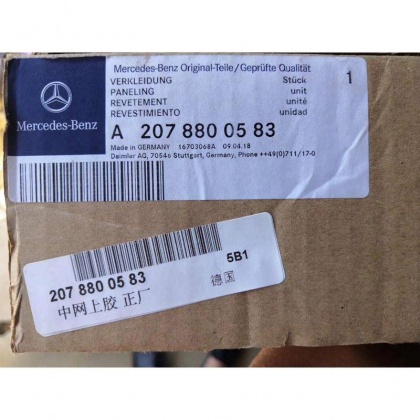 Mercedes-Benz Original-Teile/Geprüfte Qualität
VERKLEIDUNG Stück 1
PANELING unit
REVETEMENT unité
REVESTIMIENTO unidad
Mercedes-Benz
A 207 880 05 83
Made in GERMANY 16703068A 09.04.18
Daimler AG, 70546 Stuttgart, Germany, Phone ++49(0)711/17-0
5B1
207 880 05 83
德国
中网上胶 正厂